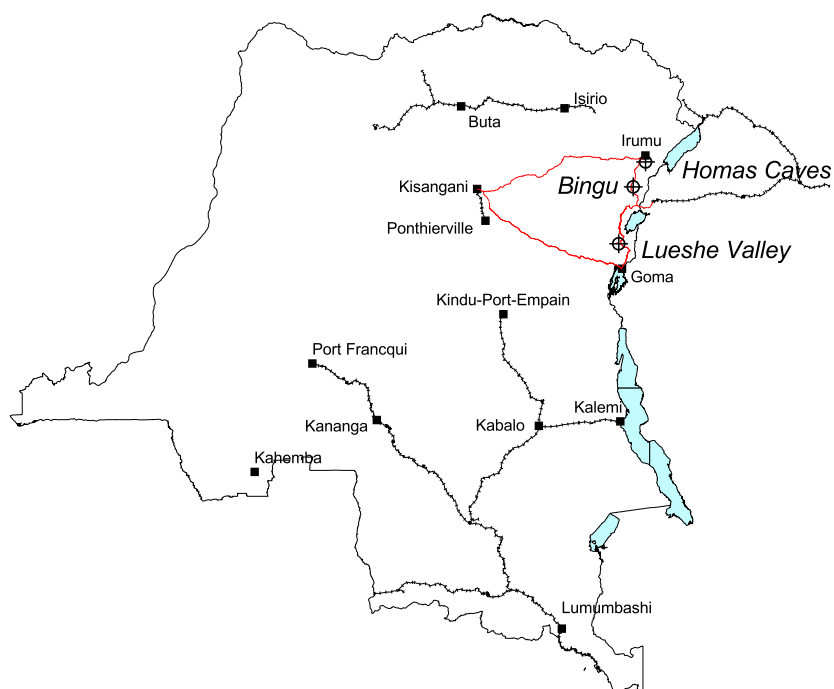 Isirio
Buta
Irumu
Homas Caves
Kisangani
Bingu
Ponthierville
Lueshe Valley
Goma
Kindu-Port-Empain
Port Francqui
Kalemi
Kananga
Kabalo
Kahemba
Lumumbashi